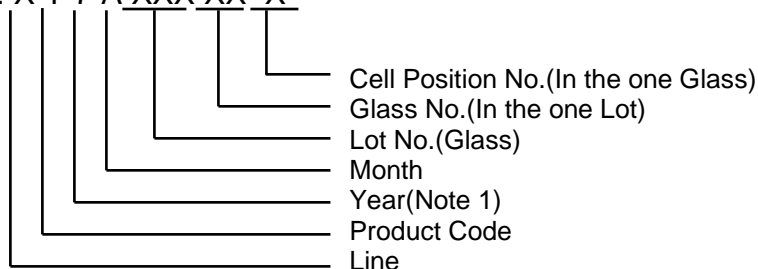 Cell Position No.(In the one Glass)
Glass No.(In the one Lot)
Lot No.(Glass)
Month
Year(Note 1)
Product Code
Line